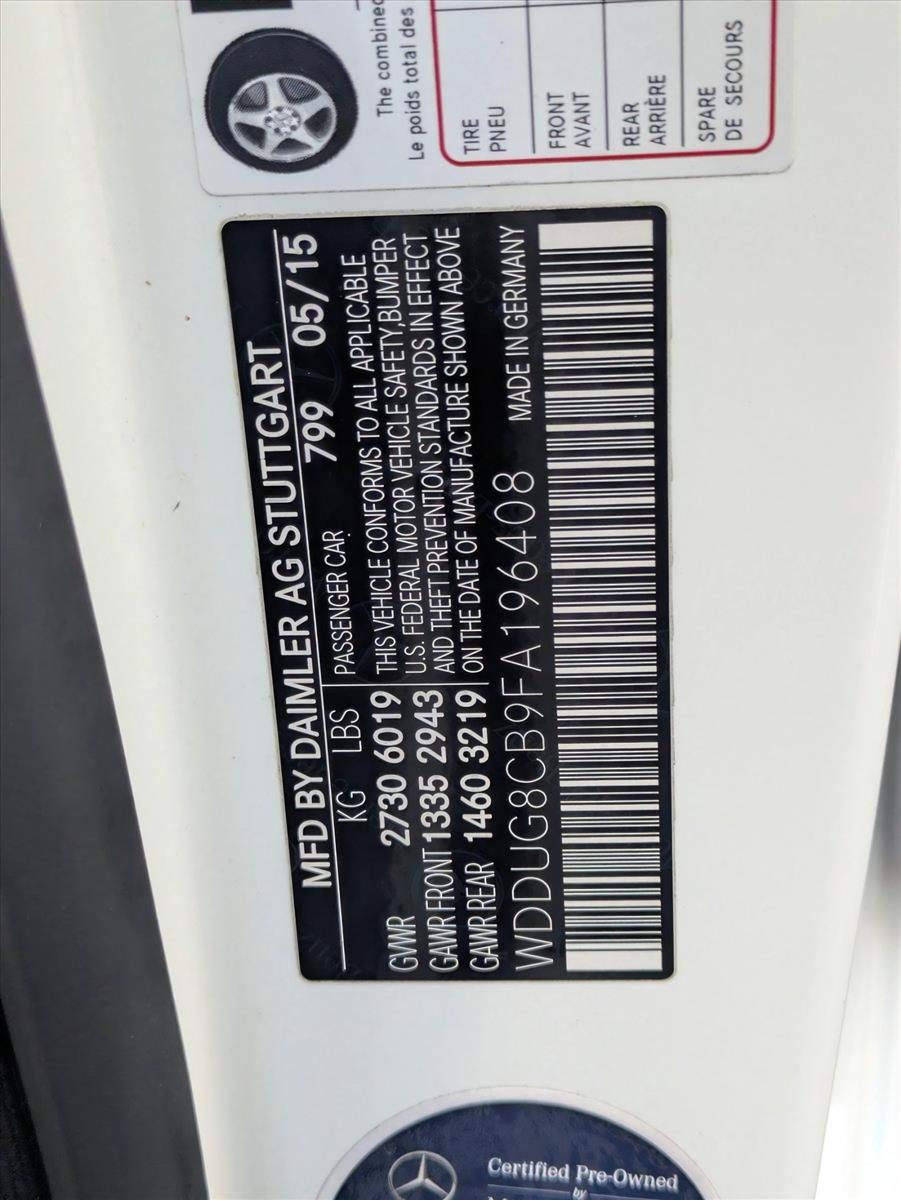 The combined
Le poids total des
TIRE
PNEU
FRONT
AVANT
REAR
ARRIÈRE
SPARE
DE SECOURS
MFD BY DAIMLER AG STUTTGART
799 05/15
KG LBS PASSENGER CAR
GWR 2730 6019
GAWR FRONT 1335 2943
GAWR REAR 1460 3219
THIS VEHICLE CONFORMS TO ALL APPLICABLE
U.S. FEDERAL MOTOR VEHICLE SAFETY,BUMPER
AND THEFT PREVENTION STANDARDS IN EFFECT
ON THE DATE OF MANUFACTURE SHOWN ABOVE
WDDUG8CB9FA196408 MADE IN GERMANY
Certified Pre-Owned
by